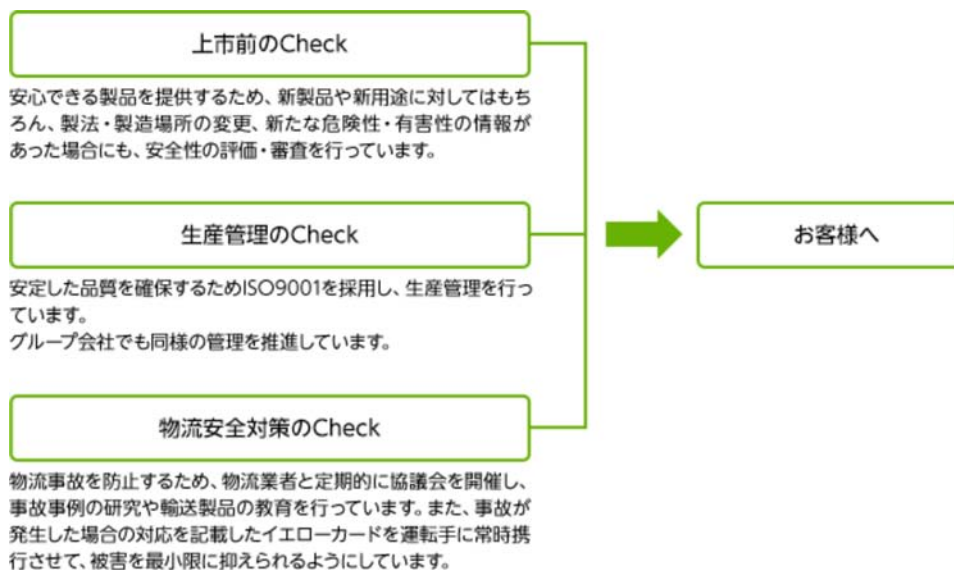 上市前のCheck
安心できる製品を提供するため、新製品や新用途に対してはもち
ろん、製法・製造場所の変更、新たな危険性・有害性の情報が
あった場合にも、安全性の評価・審査を行っています。
生産管理のCheck
安定した品質を確保するためISO9001を採用し、生産管理を行っ
ています。
グループ会社でも同様の管理を推進しています。
物流安全対策のCheck
物流事故を防止するため、物流業者と定期的に協議会を開催し、
事故事例の研究や輸送製品の教育を行っています。また、事故が
発生した場合の対応を記載したイエローカードを運転手に常時携
行させて、被害を最小限に抑えられるようにしています。
お客様へ